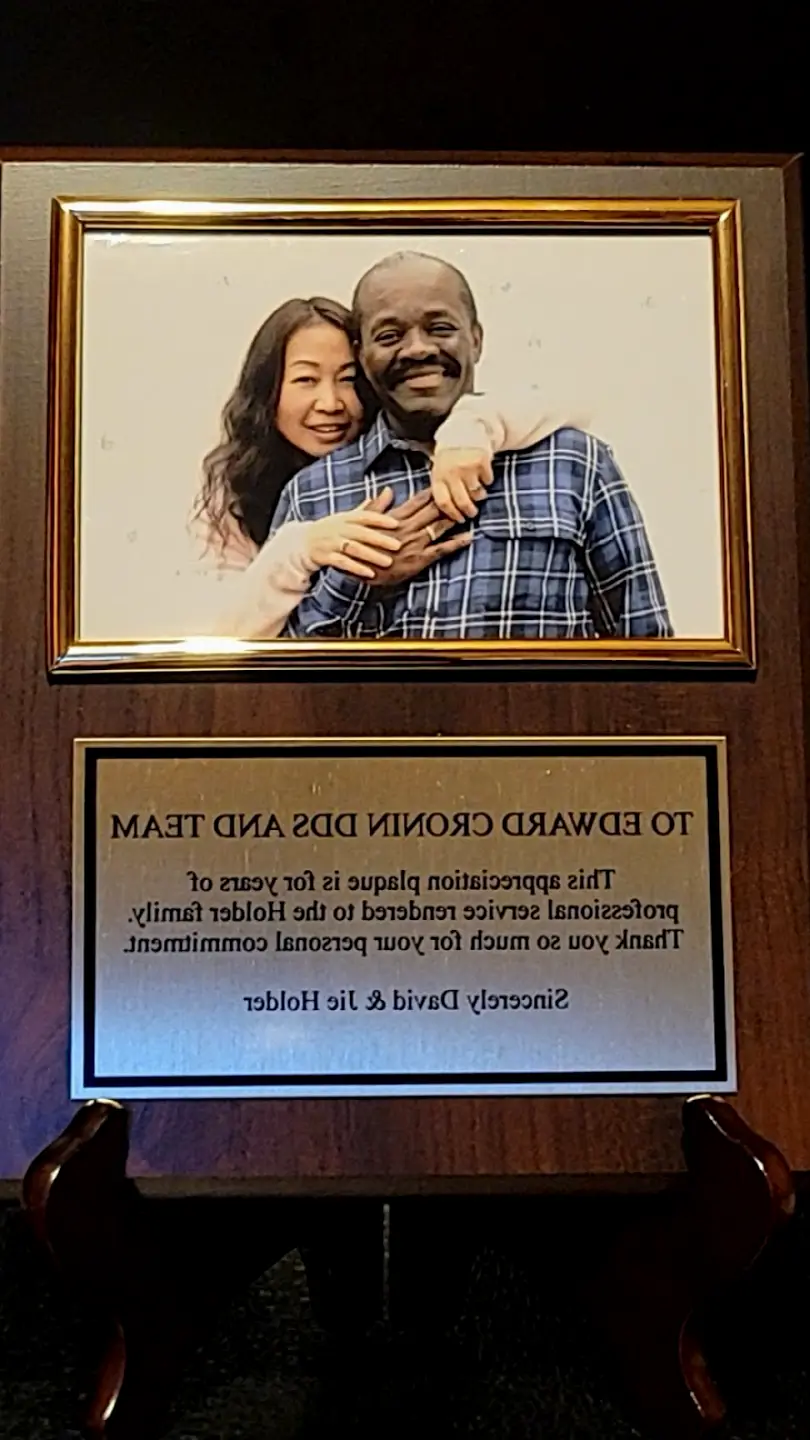 TO EDWARD CRONIN DDS AND TEAM
This appreciation plaque is for years of
professional service rendered to the Holder family.
Thank you so much for your personal commitment.
Sincerely David & Jie Holder